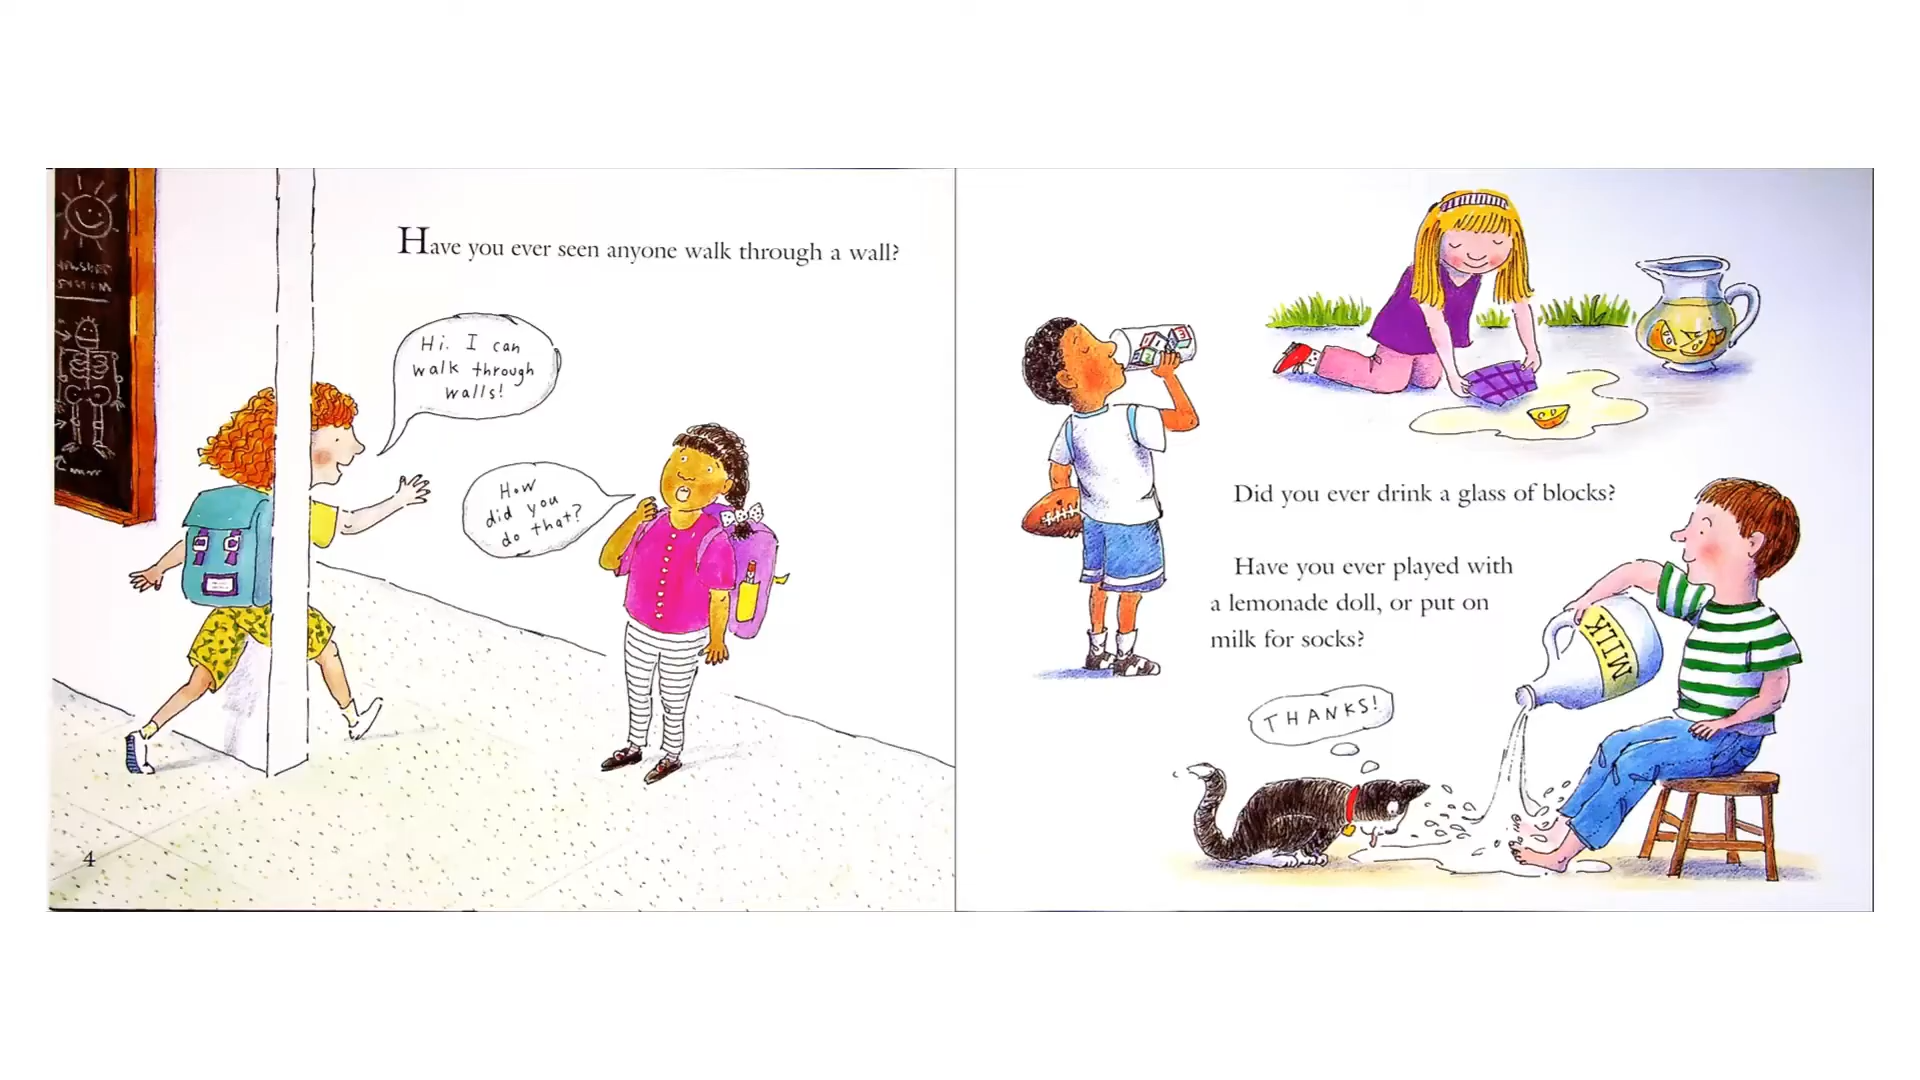 Have you ever seen anyone walk through a wall?
Hi. I can
walk through
walls!
How
did you
do that?
SYSTEM
4
Did you ever drink a glass of blocks?
Have you ever played with
a lemonade doll, or put on
milk for socks?
MILK
THANKS!